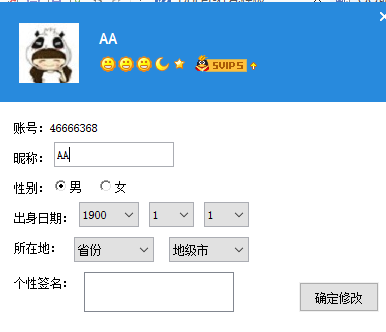 AA
SVIP5
账号：46666368
昵称： AA
性别： 男 女
出身日期： 1900 1 1
所在地： 省份 地级市
个性签名：
确定修改